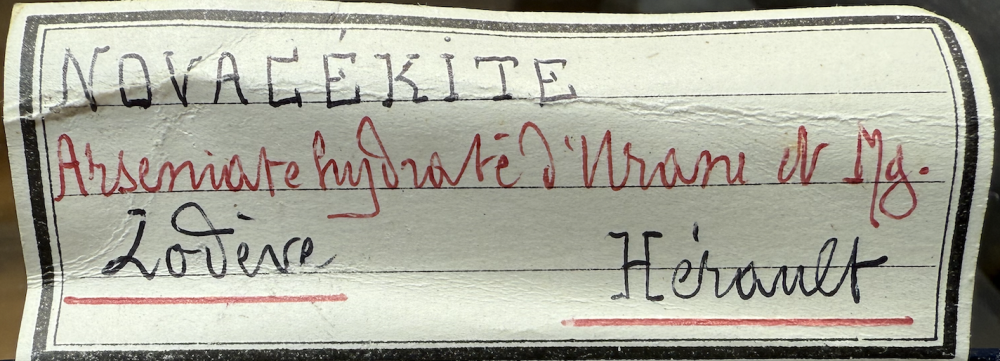 NOVACÉKITE
Arseniate hydraté d'Urane et Mg.
Lodève Hérault